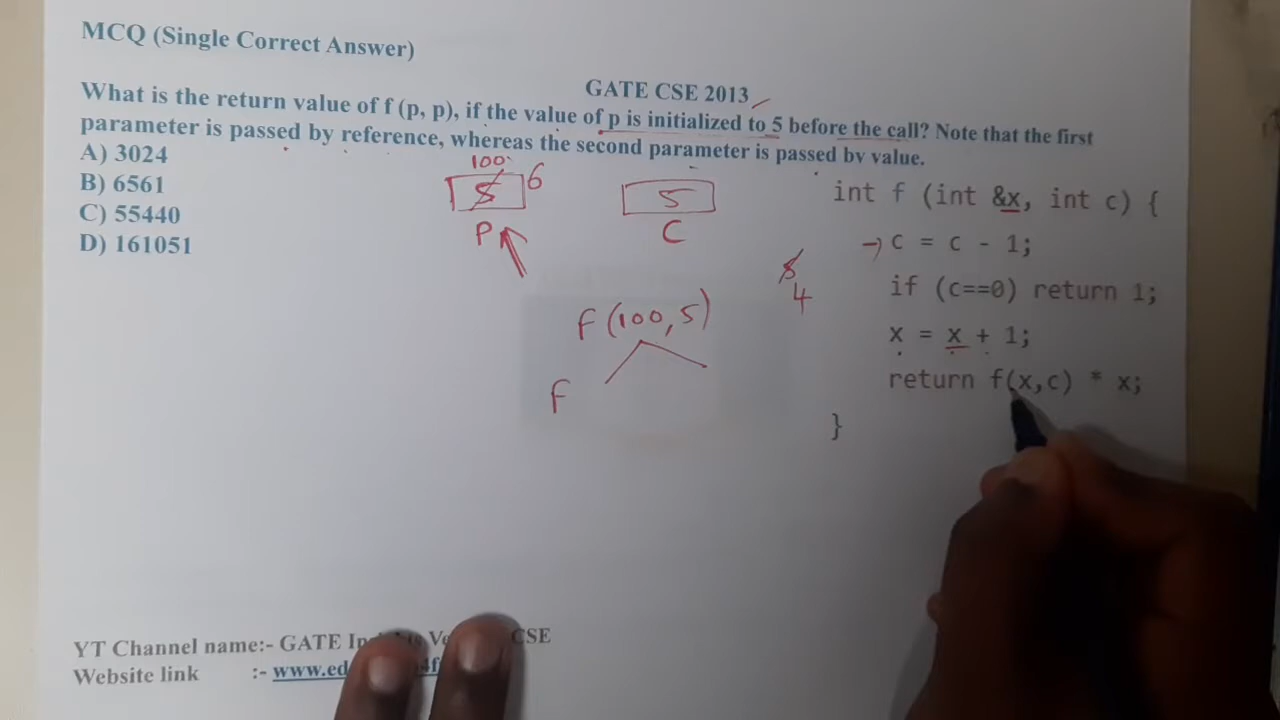 MCQ (Single Correct Answer)
GATE CSE 2013
What is the return value of f (p, p), if the value of p is initialized to 5 before the call? Note that the first
parameter is passed by reference, whereas the second parameter is passed by value.
A) 3024
B) 6561
C) 55440
D) 161051
100
5 6
P
5
C
f (100, 5)
f
5
4
int f (int &x, int c) {
c = c - 1;
if (c==0) return 1;
x = x + 1;
return f(x,c) * x;
}
YT Channel name:- GATE CSE
Website link :- www.ed